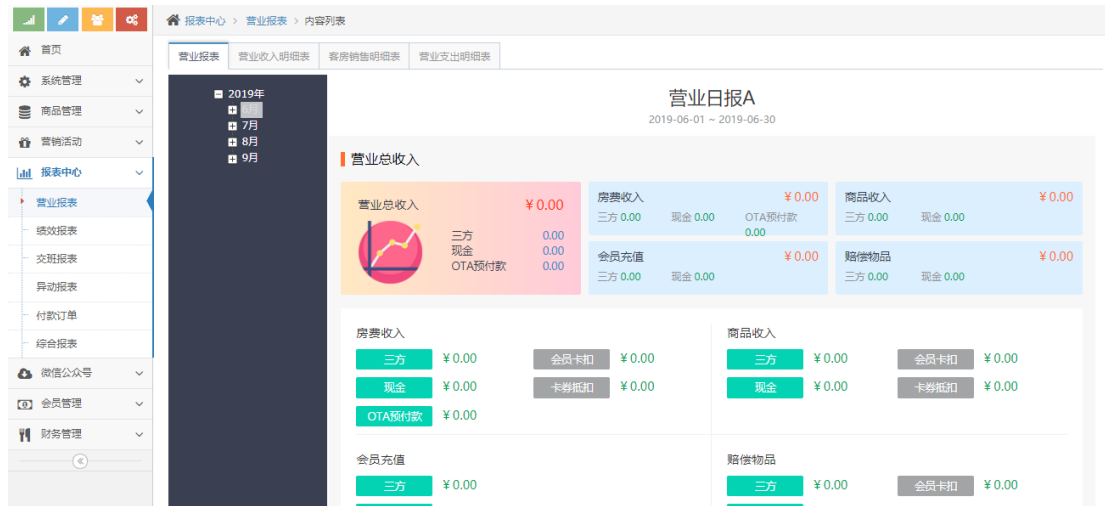 报表中心 > 营业报表 > 内容列表
首页
系统管理
商品管理
营销活动
报表中心
营业报表
绩效报表
交班报表
异动报表
付款订单
综合报表
微信公众号
会员管理
财务管理
营业报表 营业收入明细表 客房销售明细表 营业支出明细表
2019年
6月
7月
8月
9月
营业日报A
2019-06-01 ~ 2019-06-30
营业总收入
营业总收入 ¥ 0.00
三方 0.00
现金 0.00
OTA预付款 0.00
房费收入 ¥ 0.00
三方 0.00 现金 0.00 OTA预付款
0.00
商品收入 ¥ 0.00
三方 0.00 现金 0.00
会员充值 ¥ 0.00
三方 0.00 现金 0.00
赔偿物品 ¥ 0.00
三方 0.00 现金 0.00
房费收入
三方 ¥ 0.00 会员卡扣 ¥ 0.00
现金 ¥ 0.00 卡券抵扣 ¥ 0.00
OTA预付款 ¥ 0.00
商品收入
三方 ¥ 0.00 会员卡扣 ¥ 0.00
现金 ¥ 0.00 卡券抵扣 ¥ 0.00
会员充值
三方 ¥ 0.00
赔偿物品
三方 ¥ 0.00 会员卡扣 ¥ 0.00